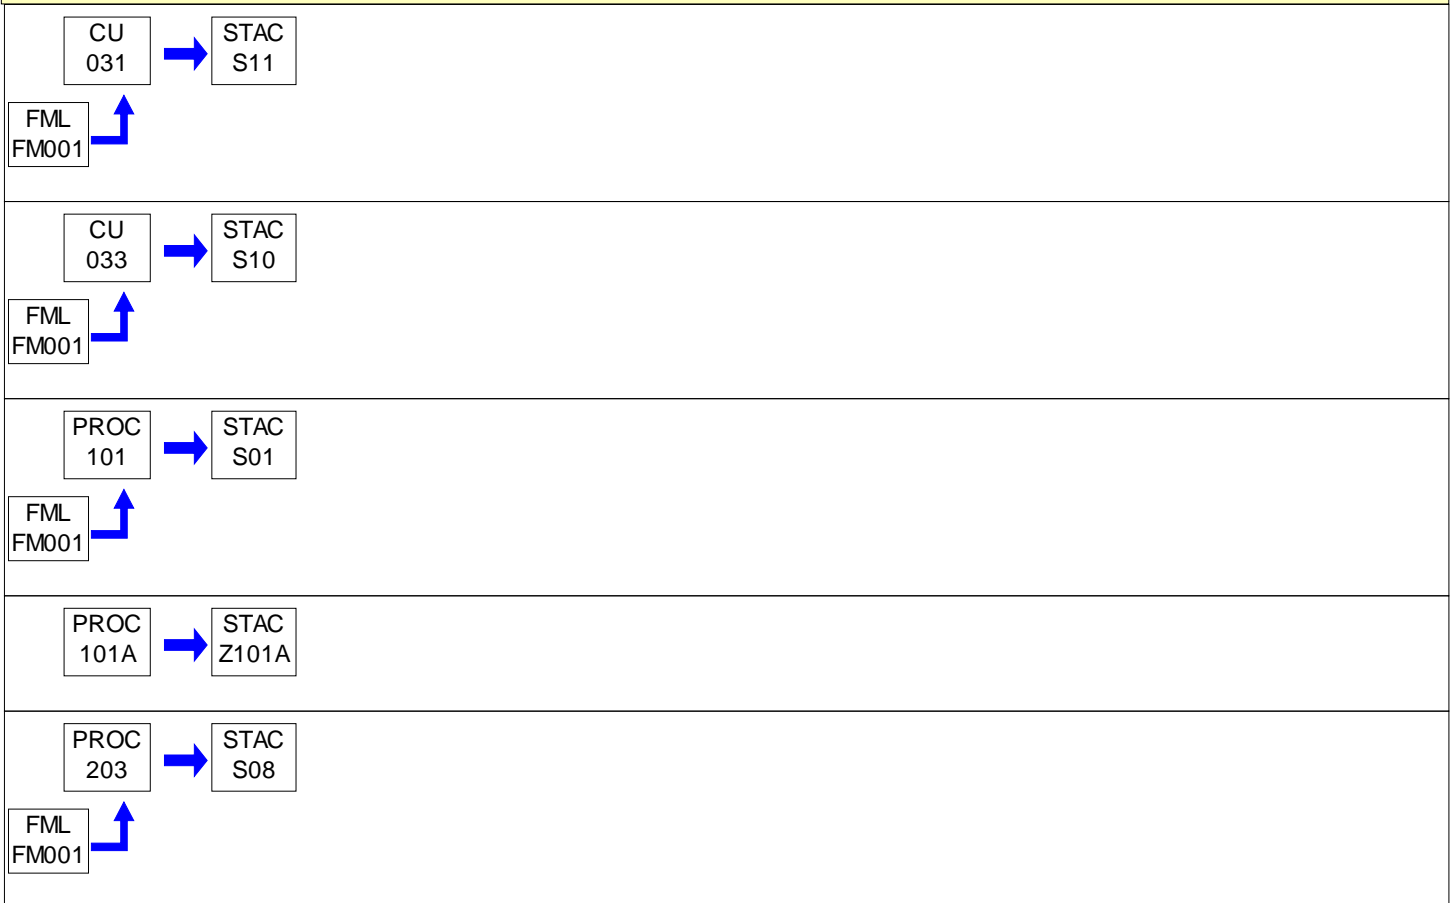 CU
031
STAC
S11
FML
FM001
CU
033
STAC
S10
FML
FM001
PROC
101
STAC
S01
FML
FM001
PROC
101A
STAC
Z101A
PROC
203
STAC
S08
FML
FM001